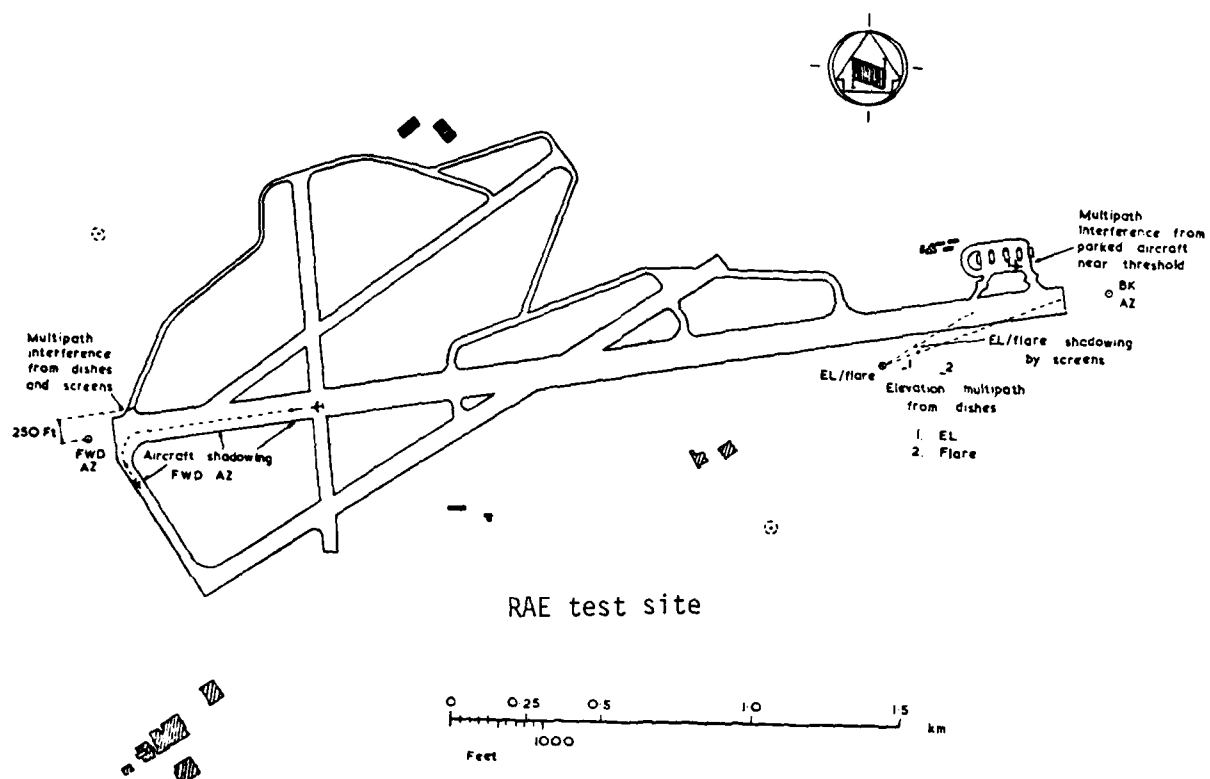 Multipath
interference from
parked aircraft
near threshold
BK
AZ
Multipath
interference
from dishes
and screens
EL/flare shadowing
by screens
EL/flare
1
2
Elevation multipath
from dishes
1. EL
2. Flare
250 Ft
FWD
AZ
Aircraft shadowing
FWD AZ
RAE test site
0 0·25 0·5 1·0 1·5
km
1000
Feet